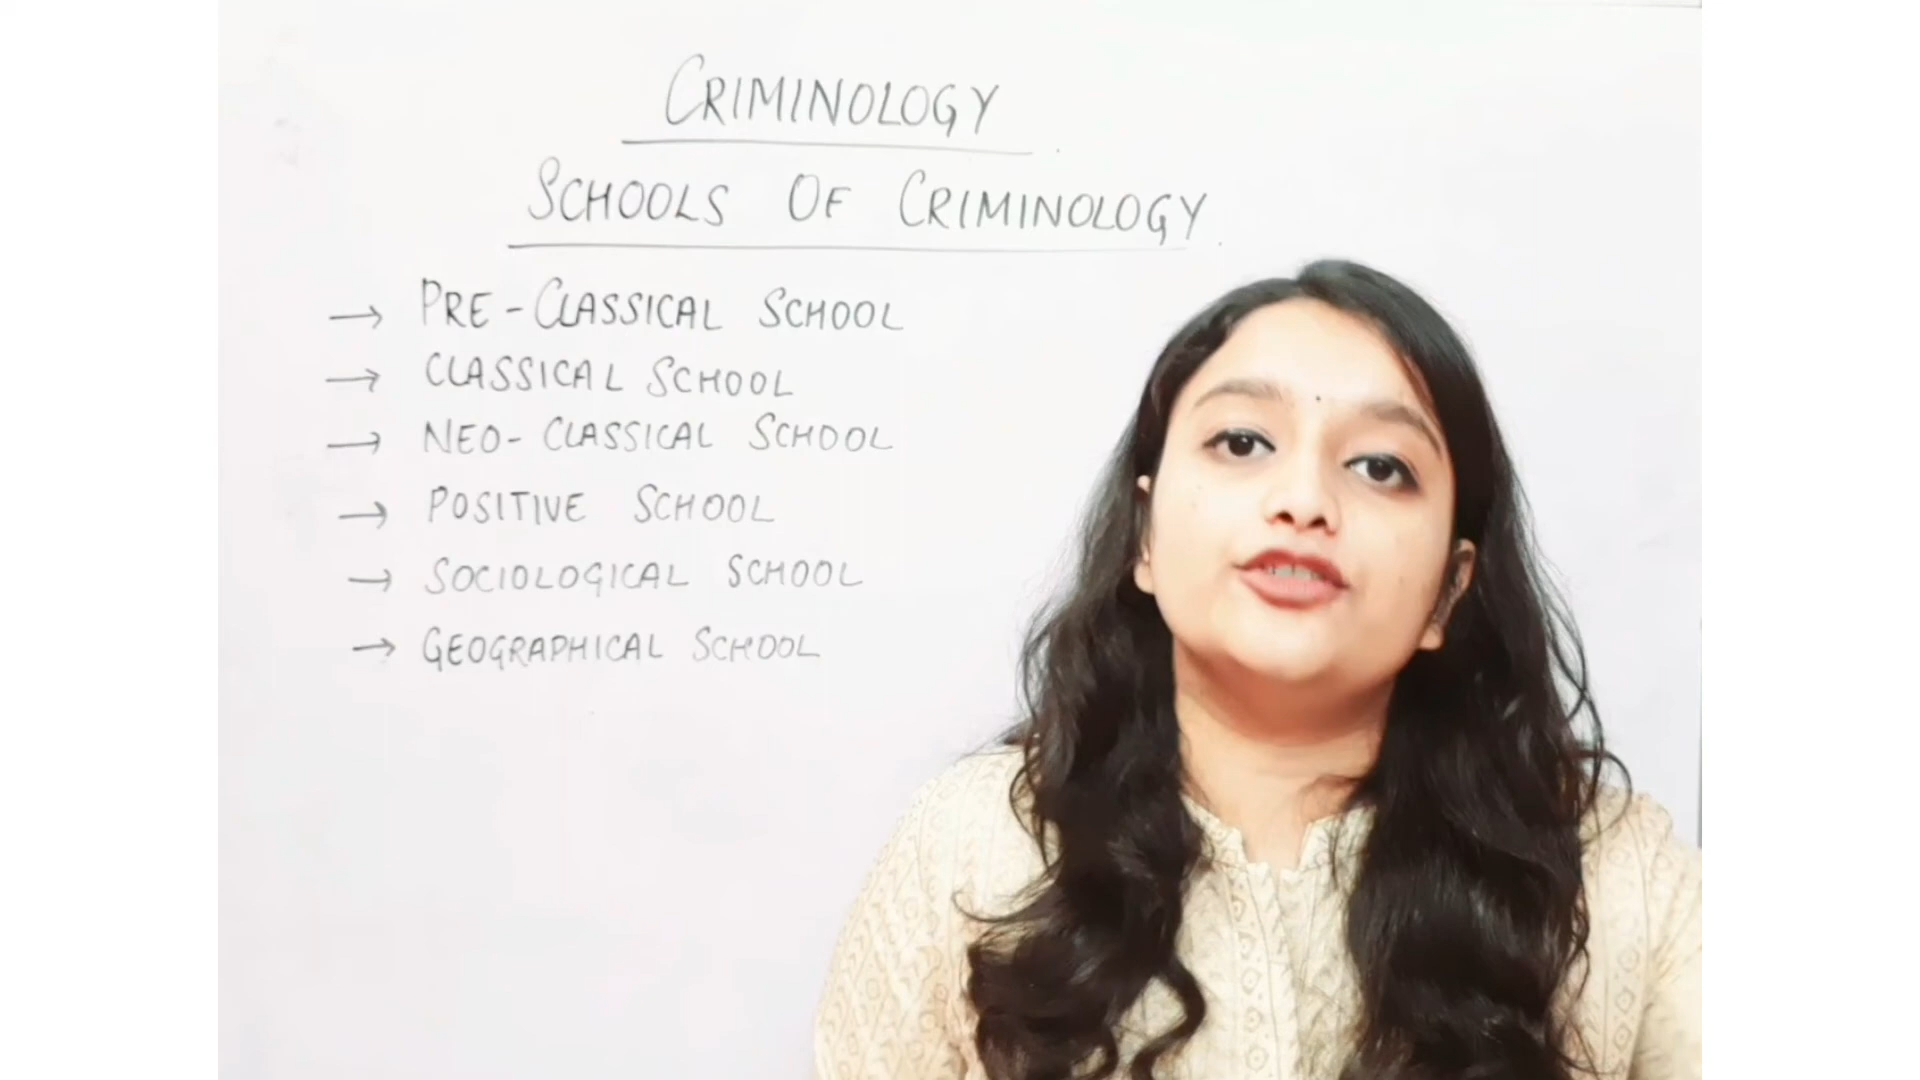 CRIMINOLOGY
SCHOOLS OF CRIMINOLOGY
→ PRE-CLASSICAL SCHOOL
→ CLASSICAL SCHOOL
→ NEO-CLASSICAL SCHOOL
→ POSITIVE SCHOOL
→ SOCIOLOGICAL SCHOOL
→ GEOGRAPHICAL SCHOOL